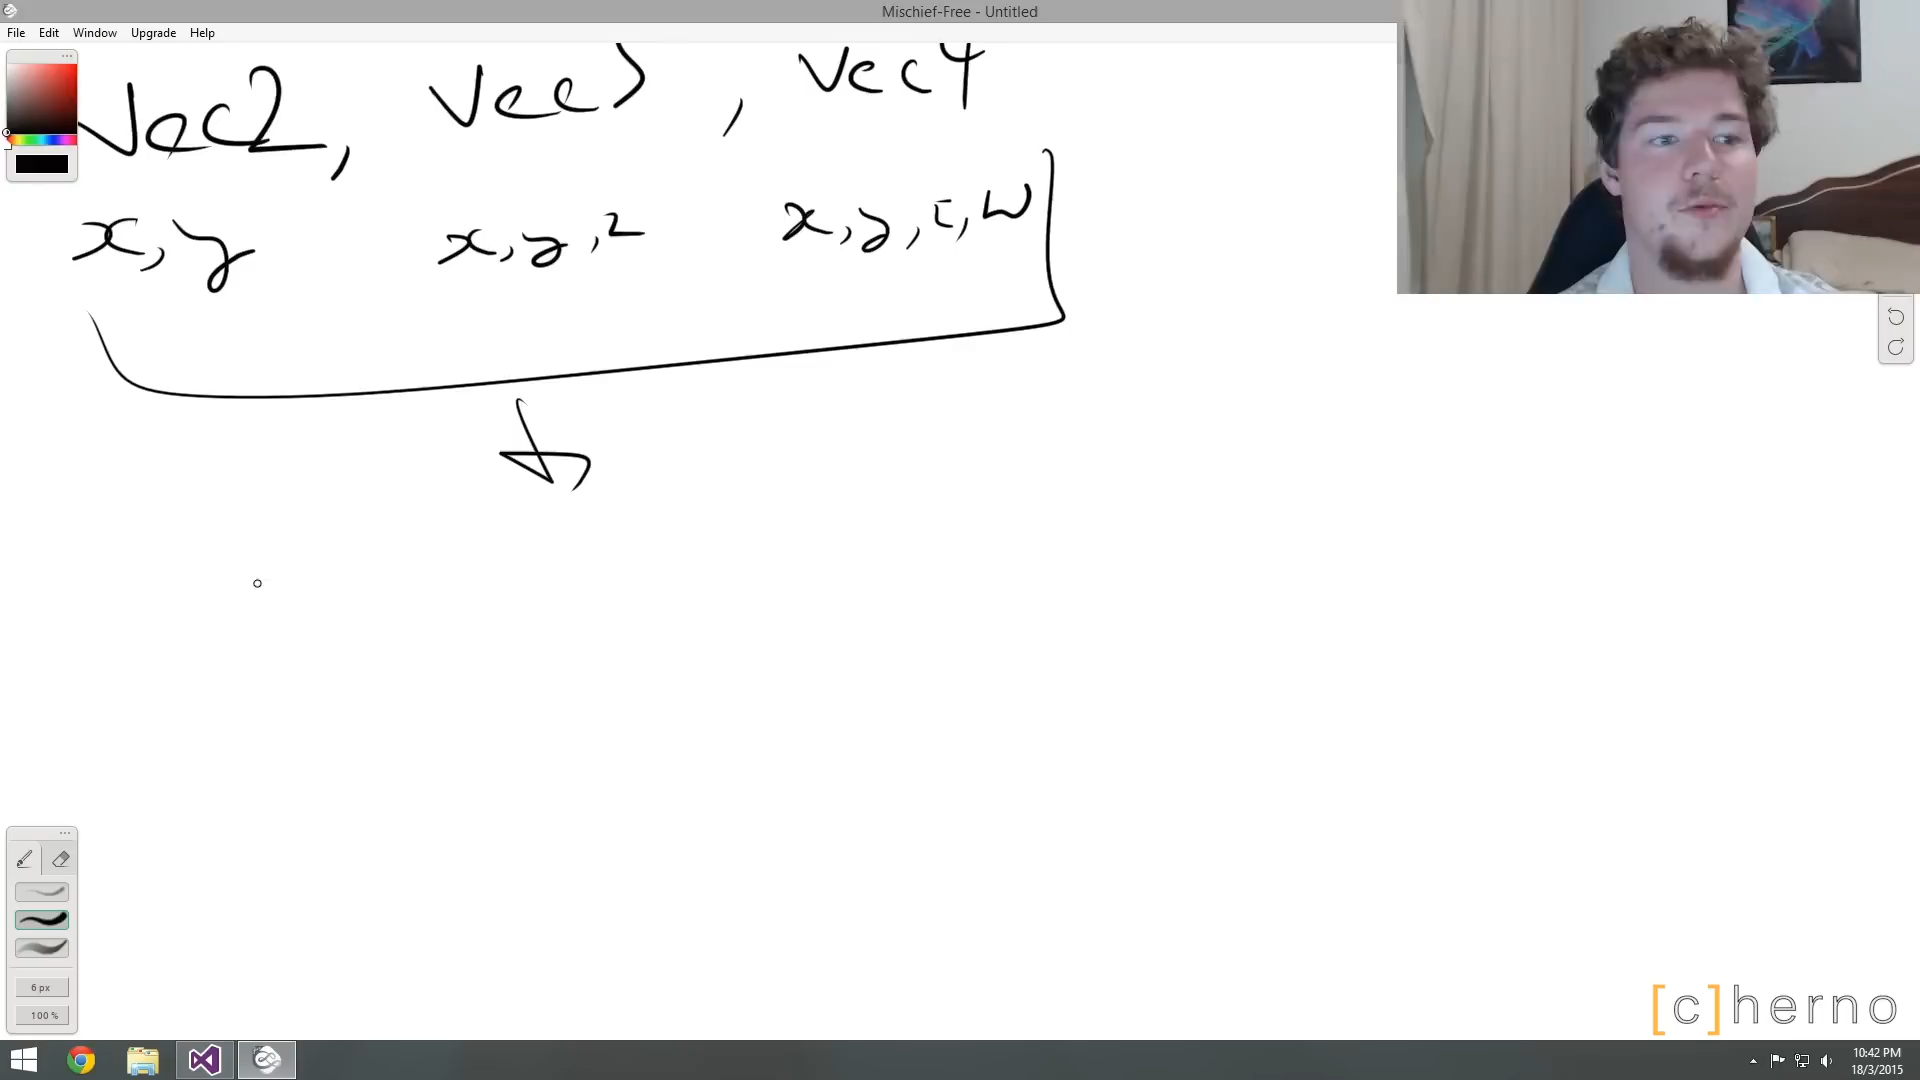 Mischief-Free - Untitled
File Edit Window Upgrade Help
Vec2, Vec3, Vec4
x, y x, y, z x, y, z, w
6 px
100 %
[c]herno
10:42 PM
18/3/2015